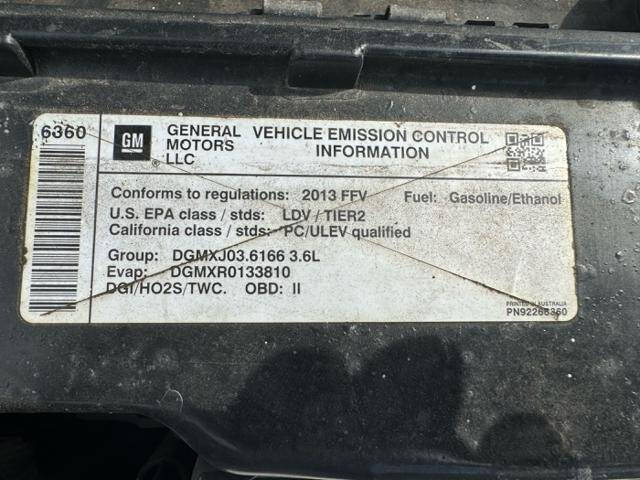 6360
GM
®
GENERAL MOTORS LLC
VEHICLE EMISSION CONTROL INFORMATION
Conforms to regulations: 2013 FFV Fuel: Gasoline/Ethanol
U.S. EPA class / stds: LDV / TIER2
California class / stds: PC/ULEV qualified
Group: DGMXJ03.6166 3.6L
Evap: DGMXR0133810
DGI/HO2S/TWC. OBD: II
PRINTED IN AUSTRALIA
PN92266360